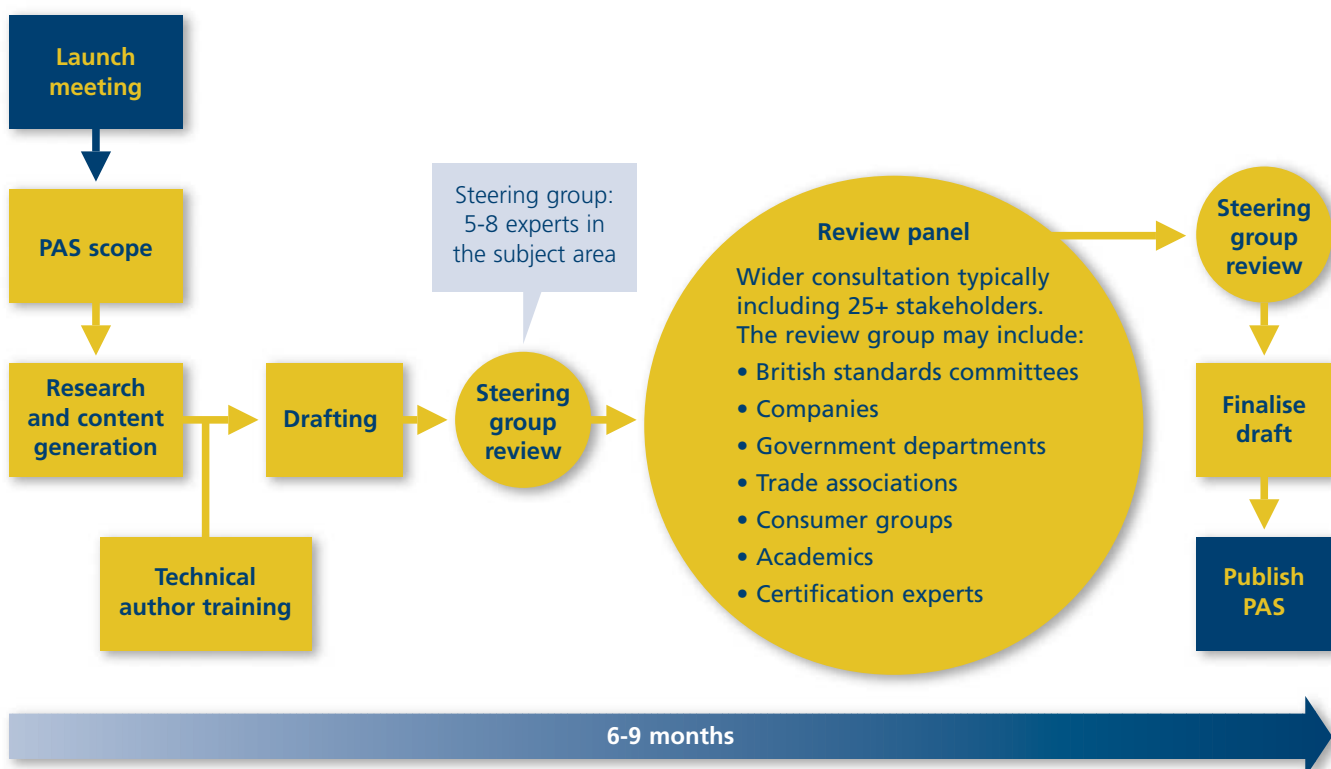 Launch
meeting
PAS scope
Research
and content
generation
Technical
author training
Drafting
Steering group:
5-8 experts in
the subject area
Steering
group
review
Review panel
Wider consultation typically
including 25+ stakeholders.
The review group may include:
• British standards committees
• Companies
• Government departments
• Trade associations
• Consumer groups
• Academics
• Certification experts
Steering
group
review
Finalise
draft
Publish
PAS
6-9 months